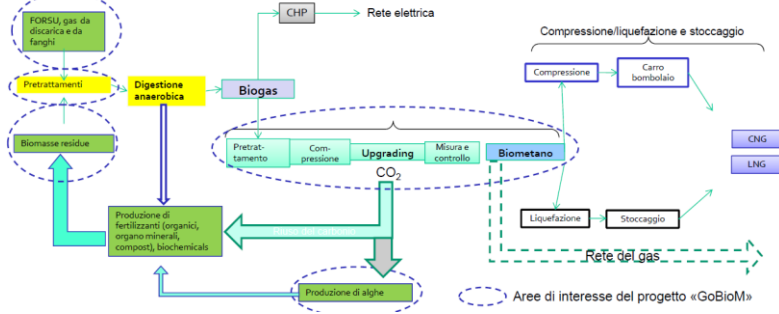 FORSU, gas da
discarica e da
fanghi
CHP
Rete elettrica
Compressione/liquefazione e stoccaggio
Pretrattamenti
Digestione
anaerobica
Biogas
Compressione
Carro
bombolaio
Biomasse residue
Pretrat-
tamento
Com-
pressione
Upgrading
Misura e
controllo
Biometano
CNG
LNG
CO2
Produzione di
fertilizzanti (organici,
organo minerali,
compost), biochemicals
Liquefazione
Stoccaggio
Rete del gas
Produzione di alghe
Aree di interesse del progetto «GoBioM»